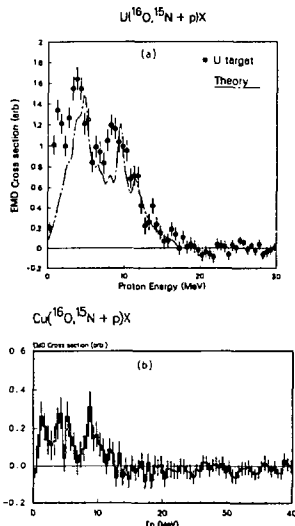 U(¹⁶O,¹⁵N + p)X
(a)
● U target
Theory
EMD Cross section (arb)
2
1.8
1.6
1.4
1.2
1
0.8
0.6
0.4
0.2
0
-0.2
0 10 20 30
Proton Energy (MeV)
Cu(¹⁶O,¹⁵N + p)X
EMD Cross section (arb)
(b)
0.6
0.4
0.2
0.0
-0.2
0 10 20 30 40
Ep (MeV)